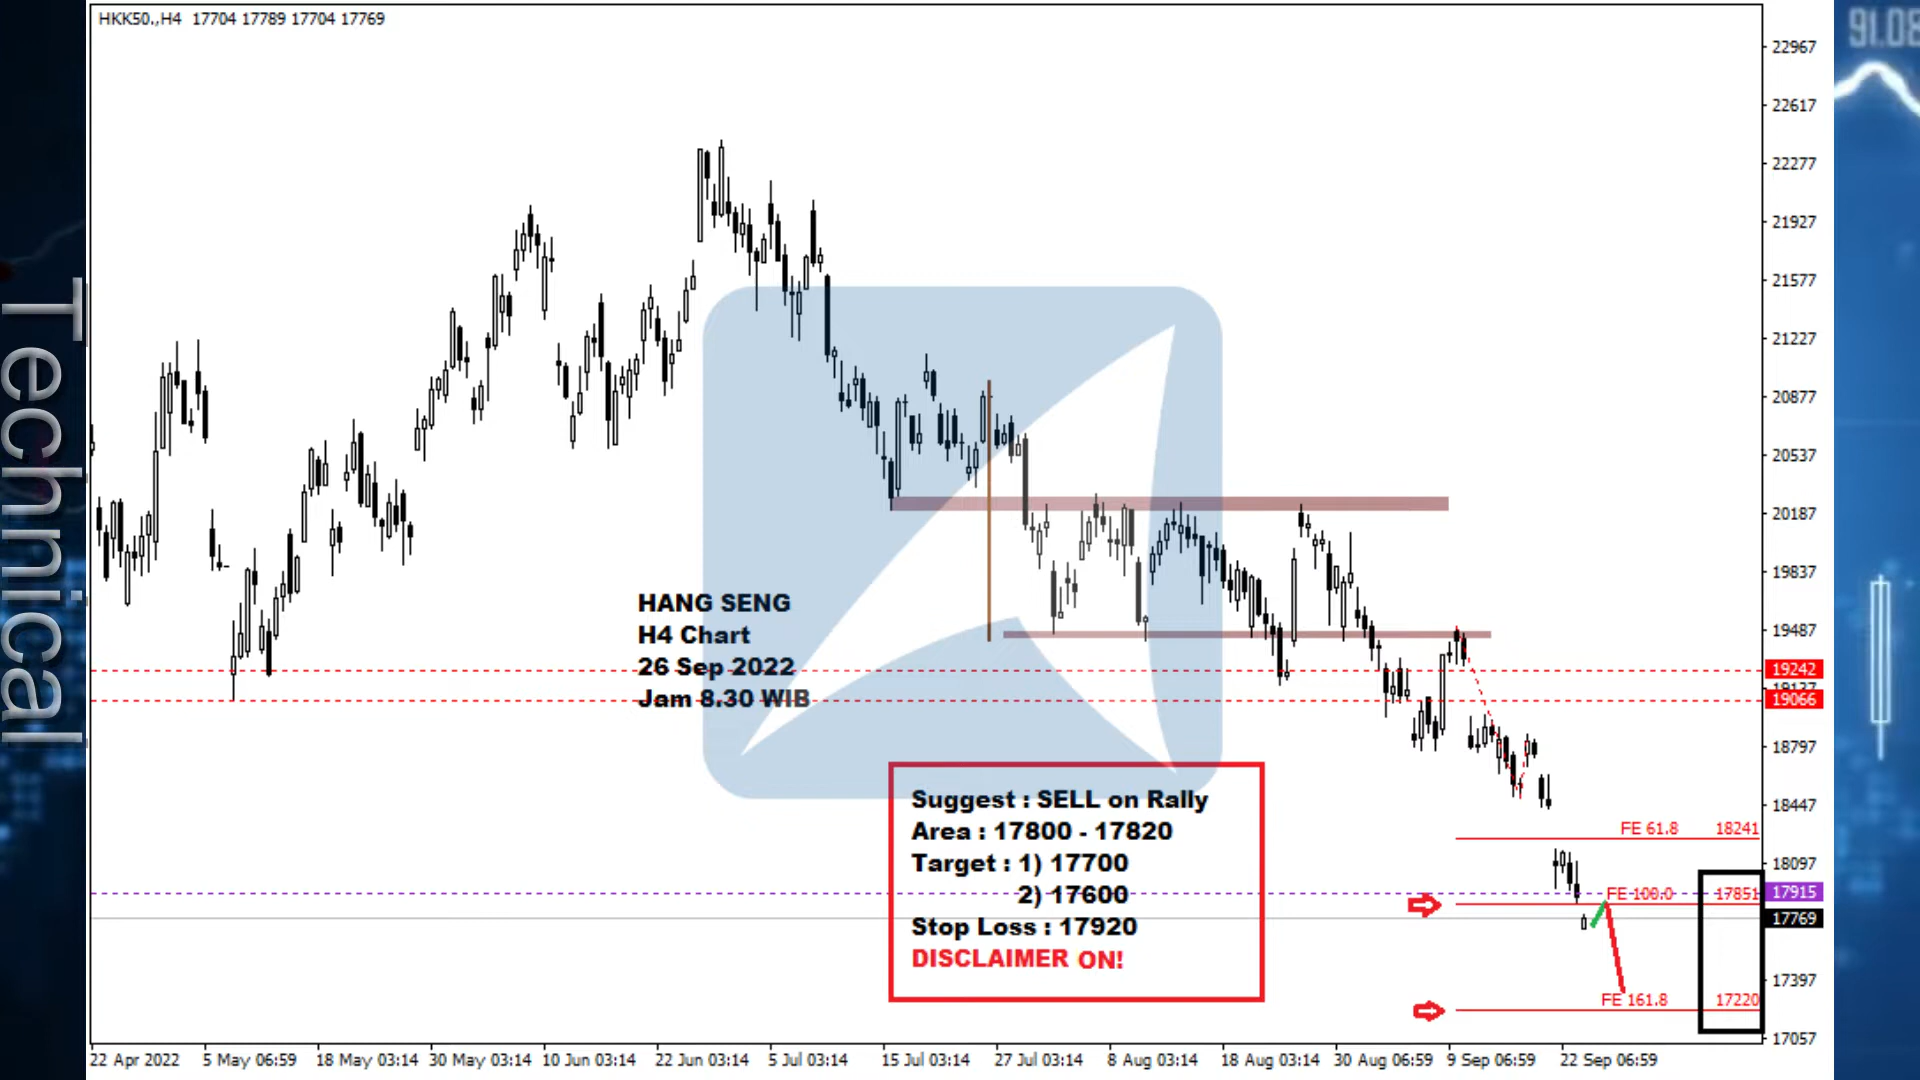 HKK50.,H4 17704 17789 17704 17769
91.08
Technical
22967
22617
22277
21927
21577
21227
20877
20537
20187
19837
19487
19242
19066
18797
18447
18097
17915
17769
17397
17057
HANG SENG
H4 Chart
26 Sep 2022
Jam 8.30 WIB
Suggest : SELL on Rally
Area : 17800 - 17820
Target : 1) 17700
2) 17600
Stop Loss : 17920
DISCLAIMER ON!
FE 61.8 18241
FE 100.0 17851
FE 161.8 17220
22 Apr 2022 5 May 06:59 18 May 03:14 30 May 03:14 10 Jun 03:14 22 Jun 03:14 5 Jul 03:14 15 Jul 03:14 27 Jul 03:14 8 Aug 03:14 18 Aug 03:14 30 Aug 06:59 9 Sep 06:59 22 Sep 06:59